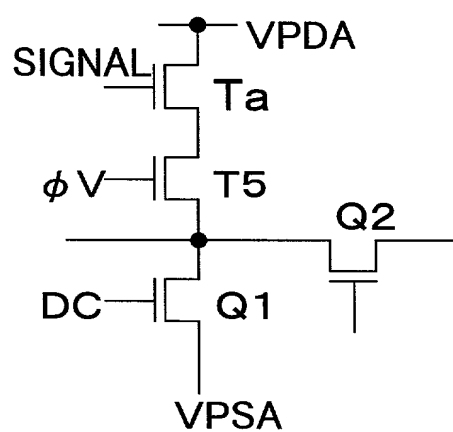 VPDA
SIGNAL
Ta
φV
T5
Q2
DC
Q1
VPSA